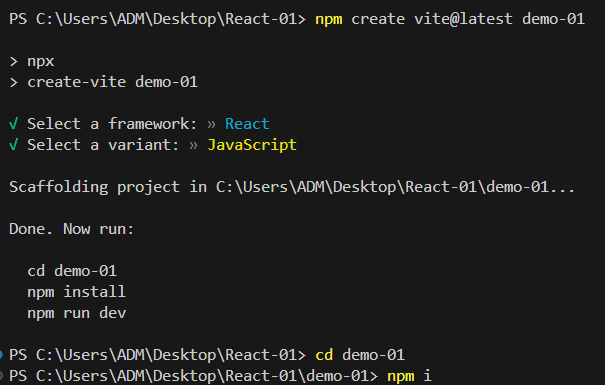 PS C:\Users\ADM\Desktop\React-01> npm create vite@latest demo-01
> npx
> create-vite demo-01
√ Select a framework: » React
√ Select a variant: » JavaScript
Scaffolding project in C:\Users\ADM\Desktop\React-01\demo-01...
Done. Now run:
cd demo-01
npm install
npm run dev
PS C:\Users\ADM\Desktop\React-01> cd demo-01
PS C:\Users\ADM\Desktop\React-01\demo-01> npm i